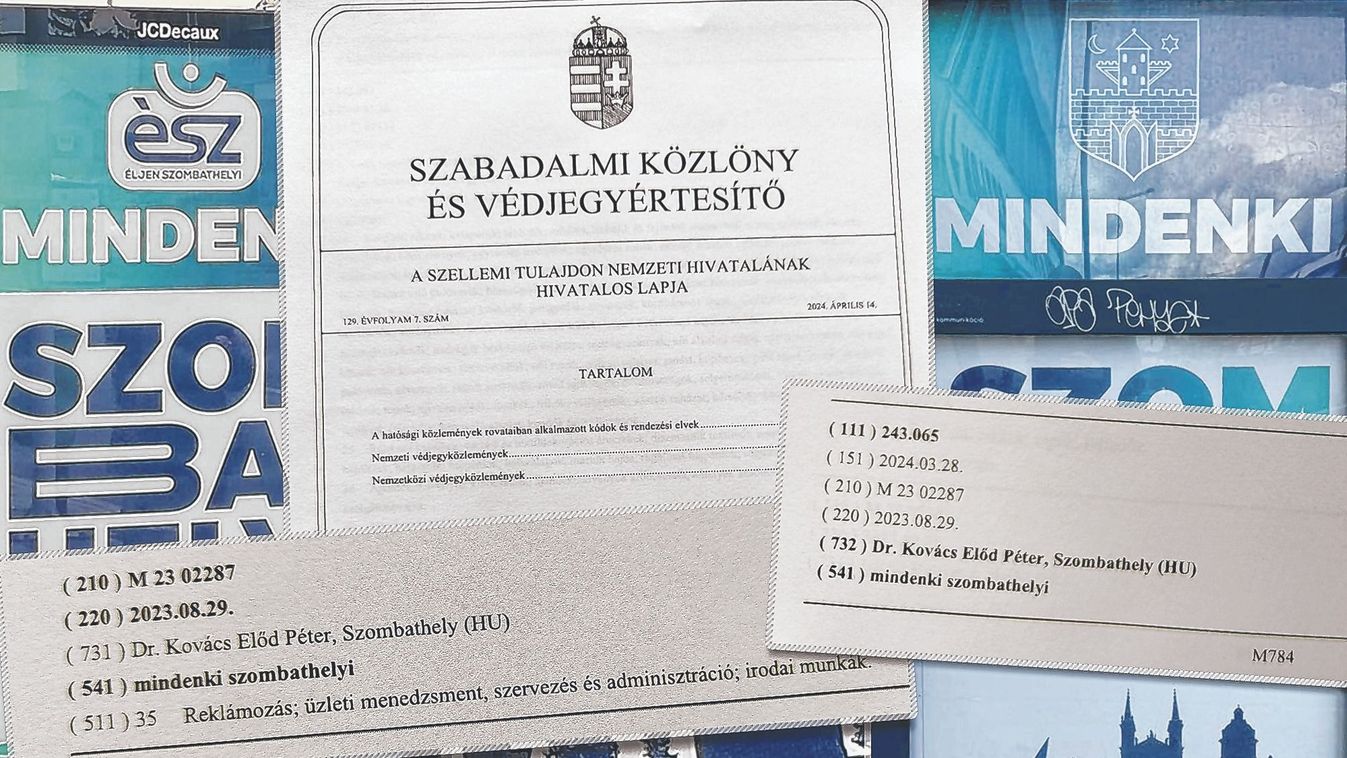 JCDecaux
èsz
ÉLJEN SZOMBATHELYI
MINDEN
SZO
BA
SZABADALMI KÖZLÖNY
ÉS VÉDJEGYÉRTESÍTŐ
A SZELLEMI TULAJDON NEMZETI HIVATALÁNAK
HIVATALOS LAPJA
129. ÉVFOLYAM 7. SZÁM
2024. ÁPRILIS 14.
TARTALOM
A hatósági közlemények rovataiban alkalmazott kódok és rendezési elvek
Nemzeti védjegyközlemények
Nemzetközi védjegyközlemények
MINDENKI
kommunikáció
SZOM
( 210 ) M 23 02287
( 220 ) 2023.08.29.
( 731 ) Dr. Kovács Előd Péter, Szombathely (HU)
( 541 ) mindenki szombathelyi
( 511 ) 35 Reklámozás; üzleti menedzsment, szervezés és adminisztráció; irodai munkák.
( 111 ) 243.065
( 151 ) 2024.03.28.
( 210 ) M 23 02287
( 220 ) 2023.08.29.
( 732 ) Dr. Kovács Előd Péter, Szombathely (HU)
( 541 ) mindenki szombathelyi
M784